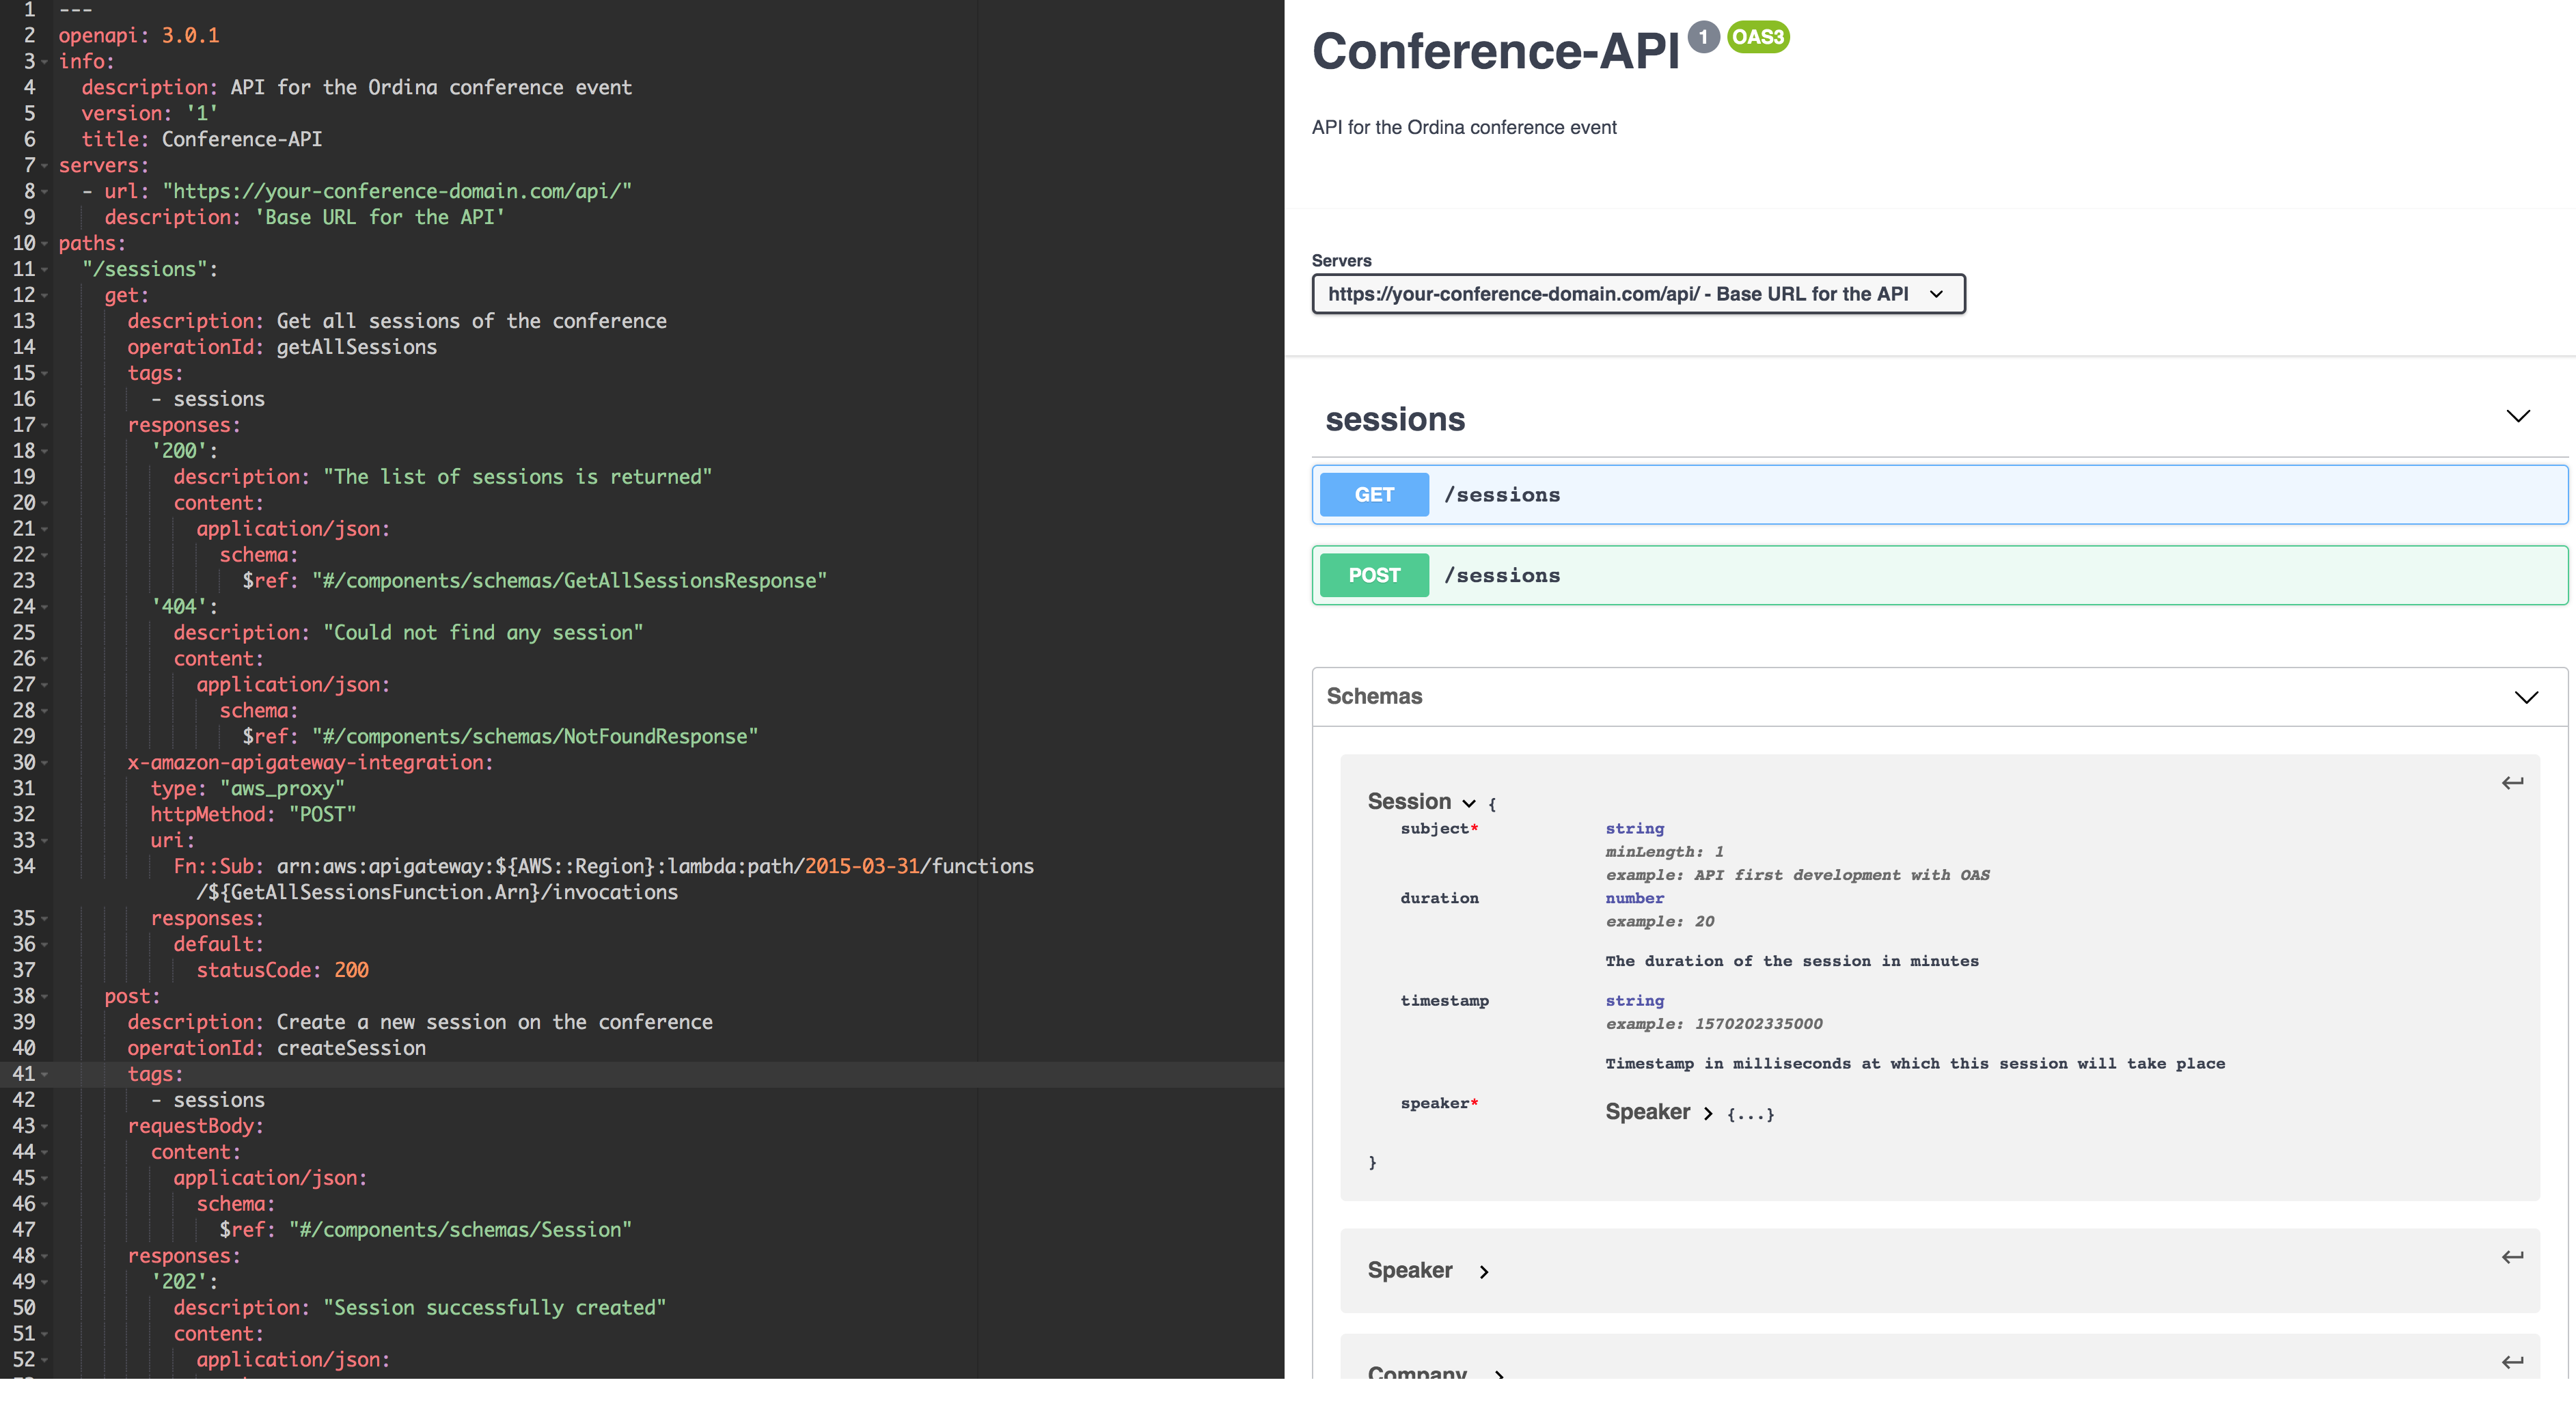 1 ---
2 openapi: 3.0.1
3 info:
4 description: API for the Ordina conference event
5 version: '1'
6 title: Conference-API
7 servers:
8 - url: "https://your-conference-domain.com/api/"
9 description: 'Base URL for the API'
10 paths:
11 "/sessions":
12 get:
13 description: Get all sessions of the conference
14 operationId: getAllSessions
15 tags:
16 - sessions
17 responses:
18 '200':
19 description: "The list of sessions is returned"
20 content:
21 application/json:
22 schema:
23 $ref: "#/components/schemas/GetAllSessionsResponse"
24 '404':
25 description: "Could not find any session"
26 content:
27 application/json:
28 schema:
29 $ref: "#/components/schemas/NotFoundResponse"
30 x-amazon-apigateway-integration:
31 type: "aws_proxy"
32 httpMethod: "POST"
33 uri:
34 Fn::Sub: arn:aws:apigateway:${AWS::Region}:lambda:path/2015-03-31/functions
/${GetAllSessionsFunction.Arn}/invocations
35 responses:
36 default:
37 statusCode: 200
38 post:
39 description: Create a new session on the conference
40 operationId: createSession
41 tags:
42 - sessions
43 requestBody:
44 content:
45 application/json:
46 schema:
47 $ref: "#/components/schemas/Session"
48 responses:
49 '202':
50 description: "Session successfully created"
51 content:
52 application/json:
Conference-API 1 OAS3
API for the Ordina conference event
Servers
https://your-conference-domain.com/api/ - Base URL for the API
sessions
GET /sessions
POST /sessions
Schemas
Session {
subject* string
minLength: 1
example: API first development with OAS
duration number
example: 20
The duration of the session in minutes
timestamp string
example: 1570202335000
Timestamp in milliseconds at which this session will take place
speaker* Speaker > {...}
}
Speaker >
Company >